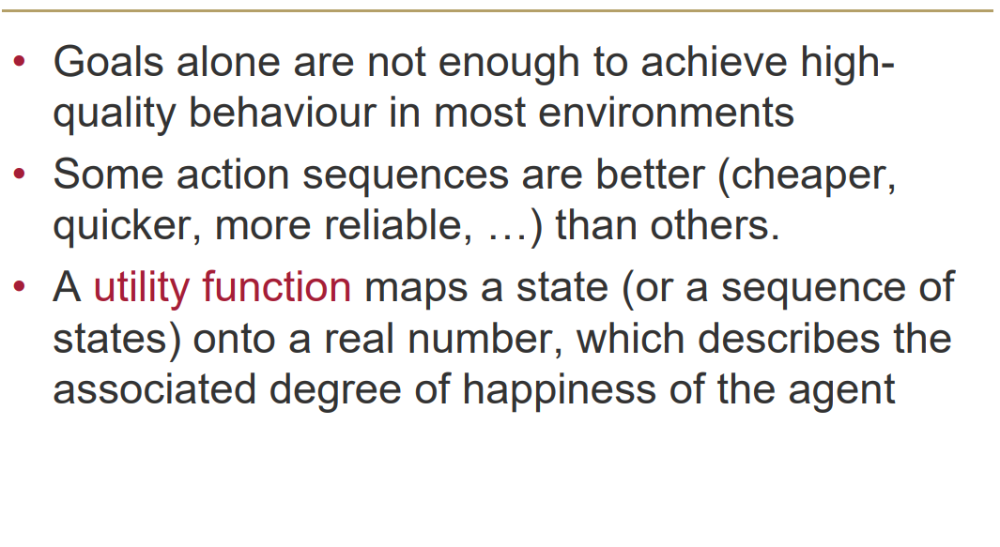 • Goals alone are not enough to achieve high-
quality behaviour in most environments
• Some action sequences are better (cheaper,
quicker, more reliable, …) than others.
• A utility function maps a state (or a sequence of
states) onto a real number, which describes the
associated degree of happiness of the agent